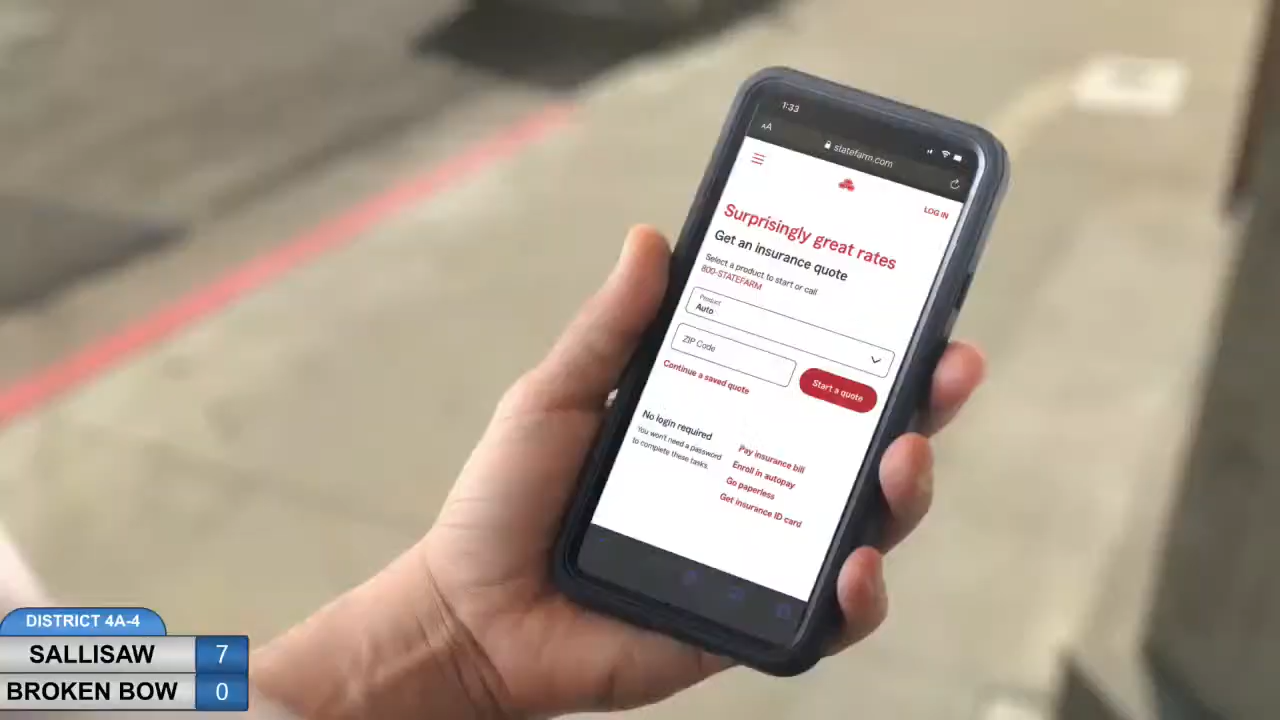 1:33
AA
statefarm.com
LOG IN
Surprisingly great rates
Get an insurance quote
Select a product to start or call
800-STATEFARM
Product
Auto
ZIP Code
Start a quote
Continue a saved quote
No login required
You won't need a password
to complete these tasks.
Pay insurance bill
Enroll in autopay
Go paperless
Get insurance ID card
DISTRICT 4A-4
SALLISAW 7
BROKEN BOW 0